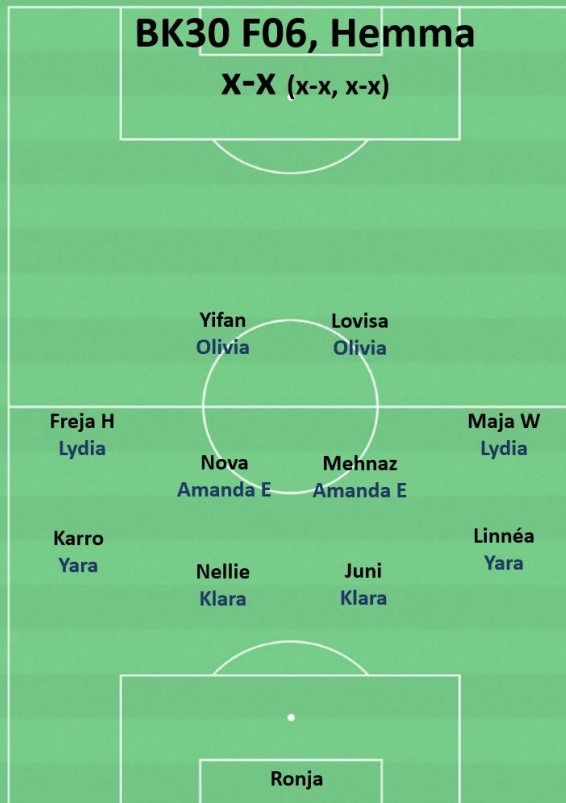 BK30 F06, Hemma
x-x (x-x, x-x)
Yifan
Olivia
Lovisa
Olivia
Freja H
Lydia
Maja W
Lydia
Nova
Amanda E
Mehnaz
Amanda E
Karro
Yara
Linnéa
Yara
Nellie
Klara
Juni
Klara
Ronja